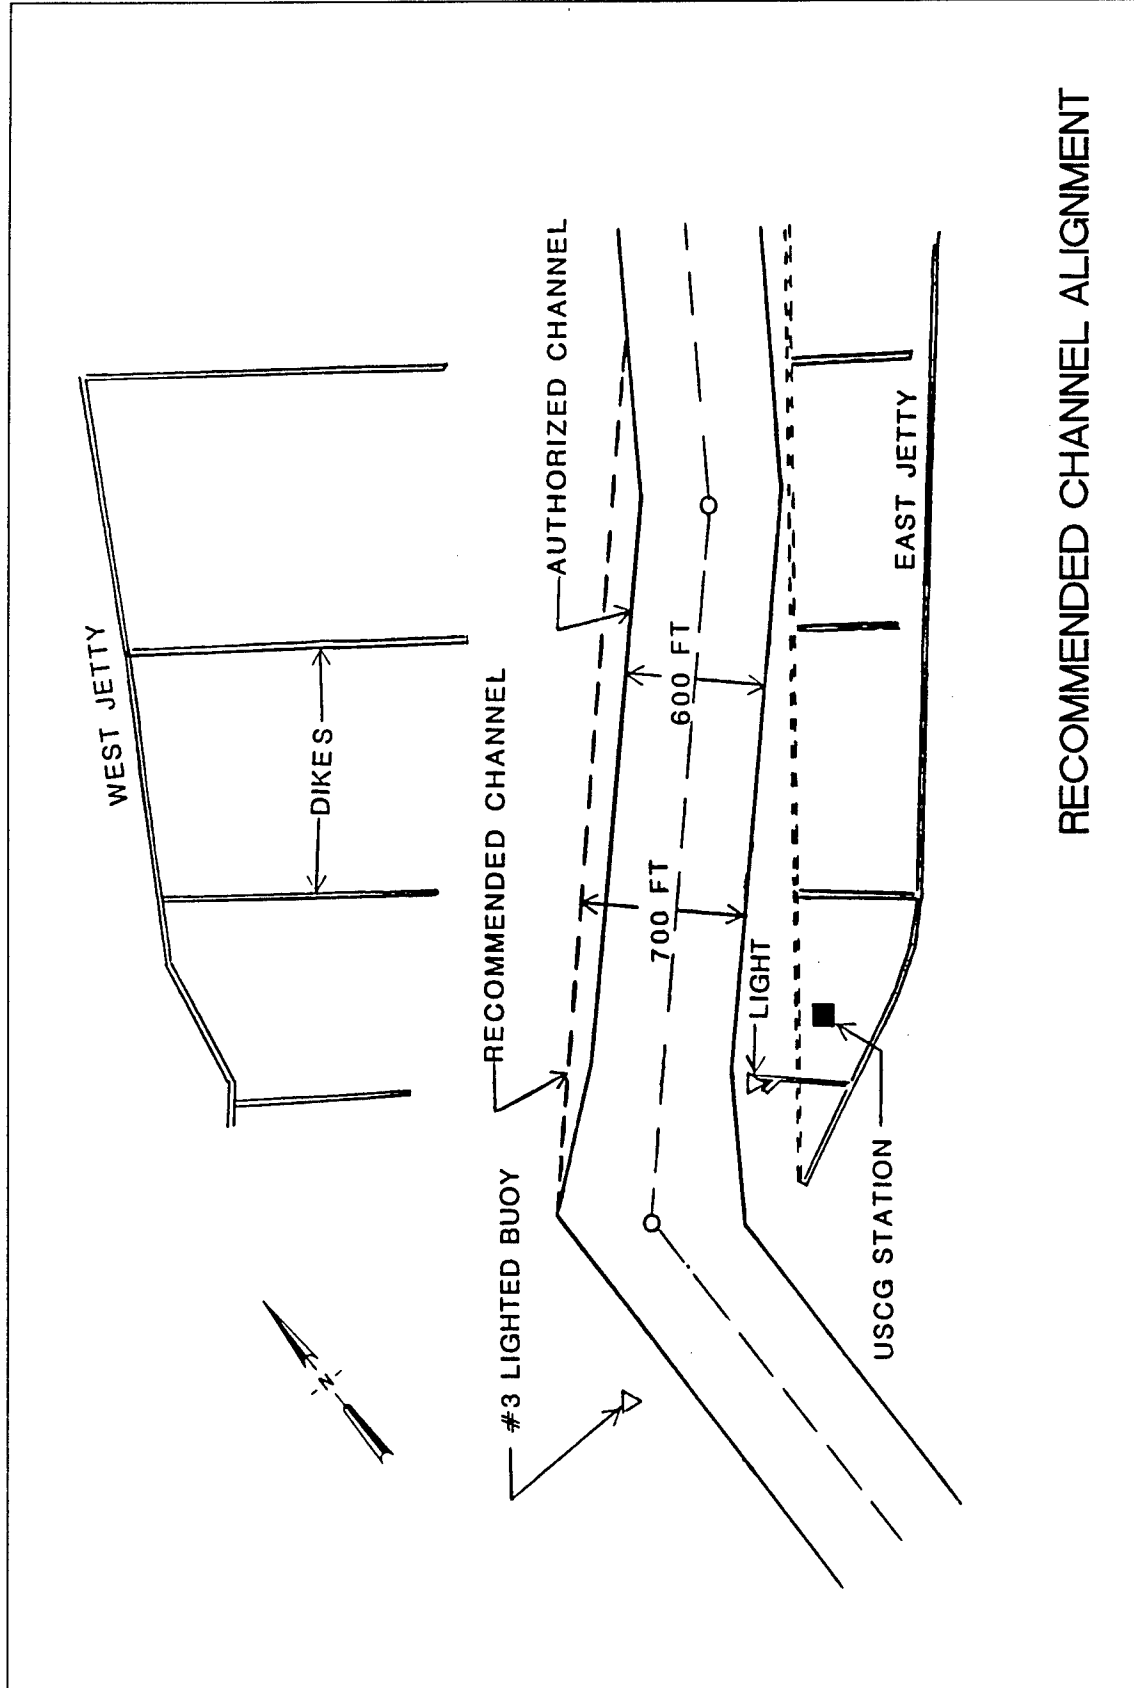 WEST JETTY
DIKES
#3 LIGHTED BUOY
RECOMMENDED CHANNEL
AUTHORIZED CHANNEL
700 FT
600 FT
LIGHT
USCG STATION
EAST JETTY
N
RECOMMENDED CHANNEL ALIGNMENT